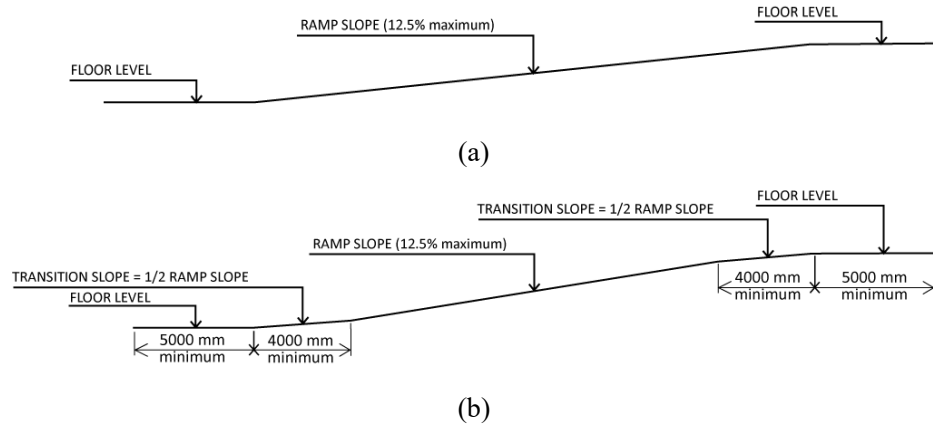 FLOOR LEVEL
RAMP SLOPE (12.5% maximum)
FLOOR LEVEL
(a)
FLOOR LEVEL
TRANSITION SLOPE = 1/2 RAMP SLOPE
RAMP SLOPE (12.5% maximum)
TRANSITION SLOPE = 1/2 RAMP SLOPE
FLOOR LEVEL
4000 mm
minimum
5000 mm
minimum
5000 mm
minimum
4000 mm
minimum
(b)